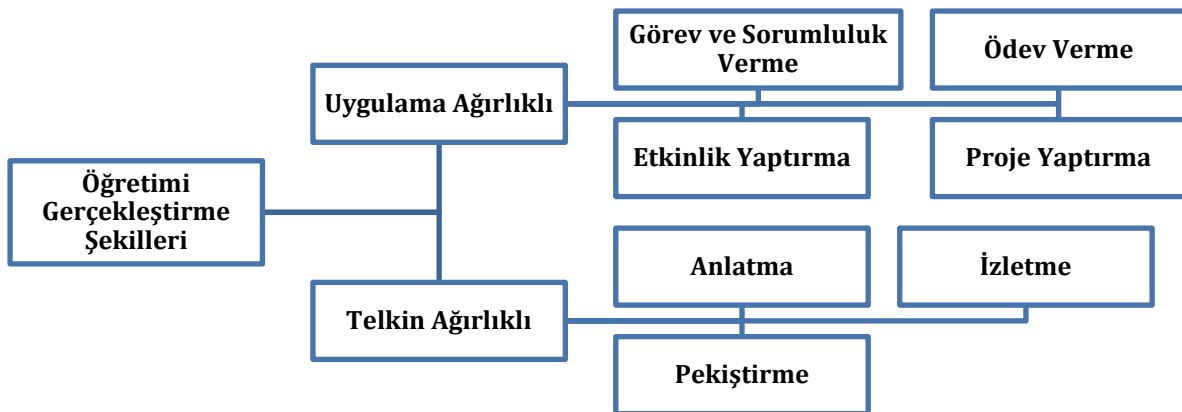 Öğretimi
Gerçekleştirme
Şekilleri
Uygulama Ağırlıklı
Görev ve Sorumluluk
Verme
Ödev Verme
Etkinlik Yaptırma
Proje Yaptırma
Telkin Ağırlıklı
Anlatma
İzletme
Pekiştirme